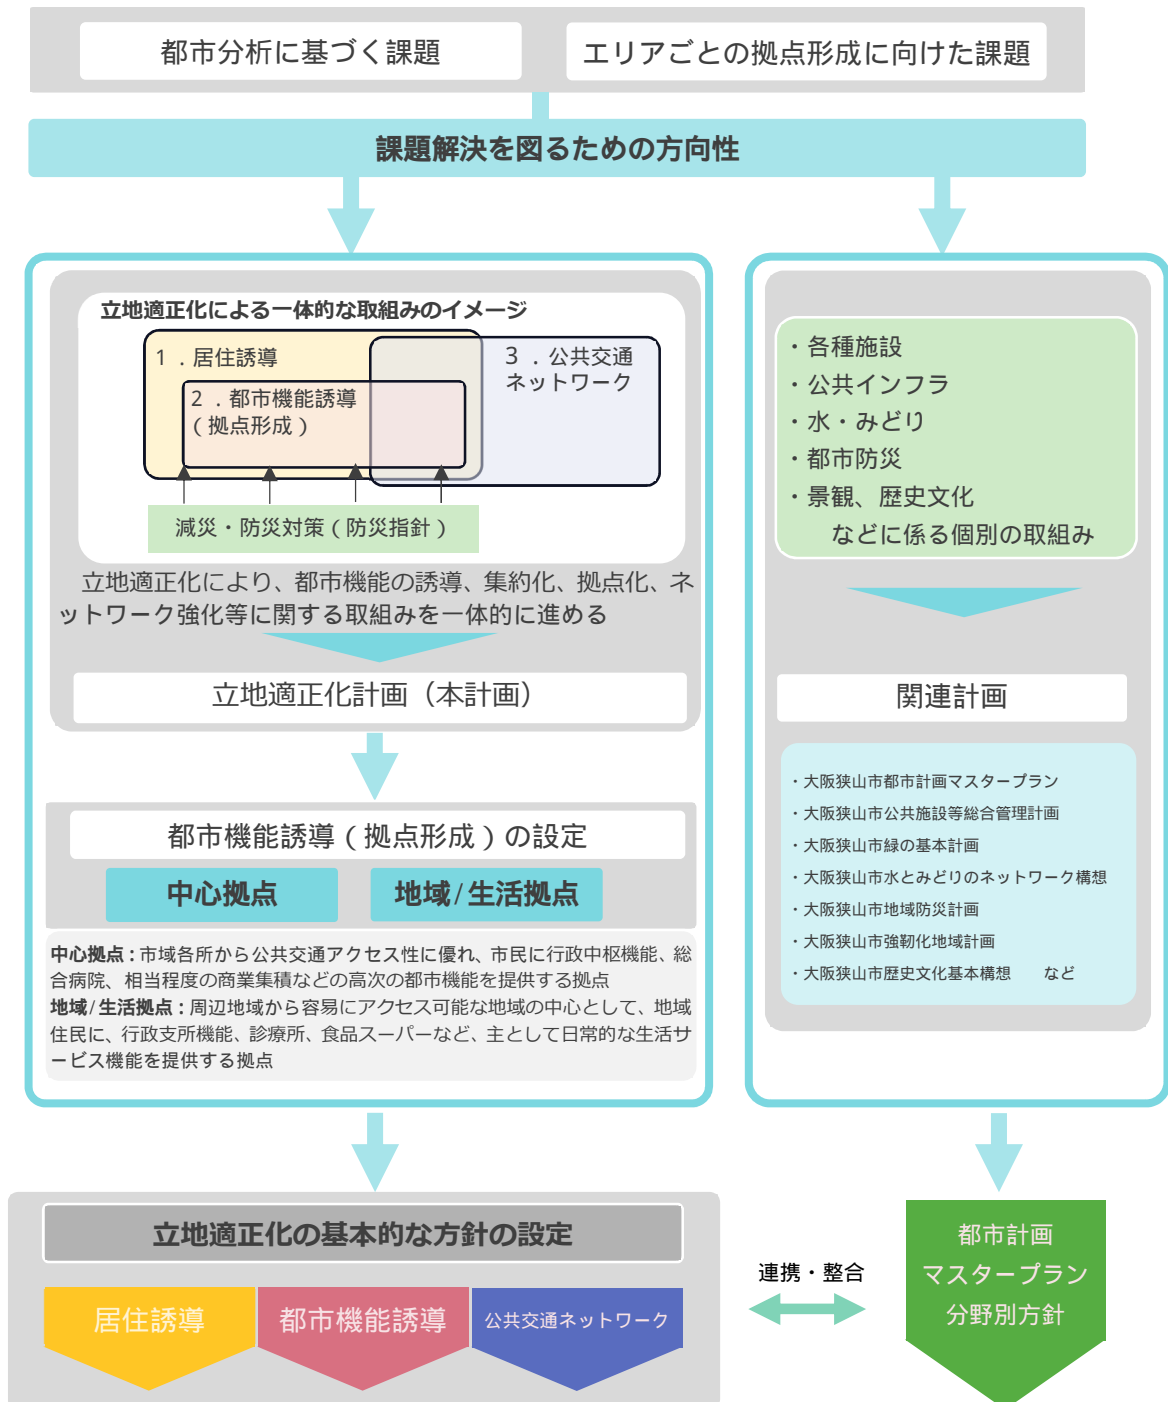 都市分析に基づく課題
エリアごとの拠点形成に向けた課題
課題解決を図るための方向性
立地適正化による一体的な取組みのイメージ
1．居住誘導
2．都市機能誘導
（拠点形成）
3．公共交通
ネットワーク
減災・防災対策（防災指針）
立地適正化により、都市機能の誘導、集約化、拠点化、ネ
ットワーク強化等に関する取組みを一体的に進める
立地適正化計画（本計画）
都市機能誘導（拠点形成）の設定
中心拠点
地域/生活拠点
中心拠点：市域各所から公共交通アクセス性に優れ、市民に行政中枢機能、総
合病院、相当程度の商業集積などの高次の都市機能を提供する拠点
地域/生活拠点：周辺地域から容易にアクセス可能な地域の中心として、地域
住民に、行政支所機能、診療所、食品スーパーなど、主として日常的な生活サ
ービス機能を提供する拠点
・各種施設
・公共インフラ
・水・みどり
・都市防災
・景観、歴史文化
などに係る個別の取組み
関連計画
・大阪狭山市都市計画マスタープラン
・大阪狭山市公共施設等総合管理計画
・大阪狭山市緑の基本計画
・大阪狭山市水とみどりのネットワーク構想
・大阪狭山市地域防災計画
・大阪狭山市強靭化地域計画
・大阪狭山市歴史文化基本構想　など
立地適正化の基本的な方針の設定
居住誘導
都市機能誘導
公共交通ネットワーク
連携・整合
都市計画
マスタープラン
分野別方針